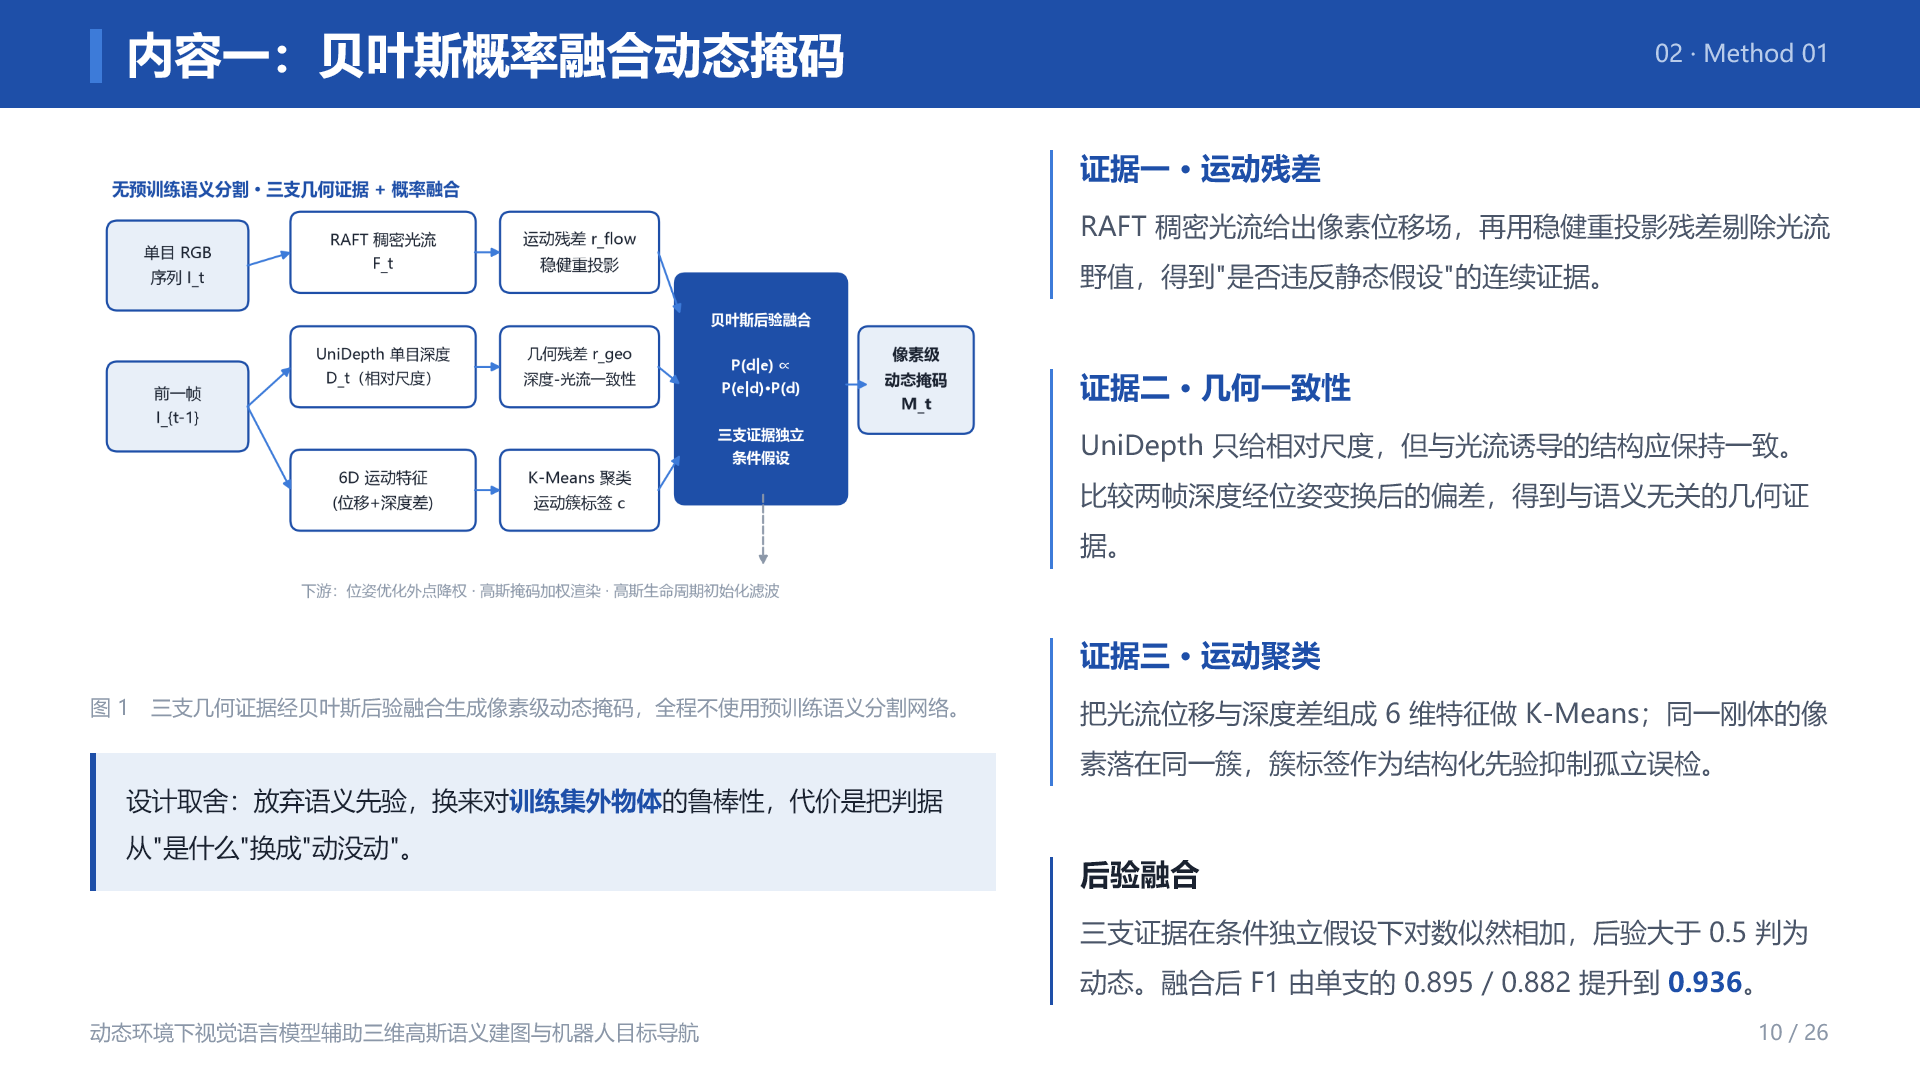 内容一：贝叶斯概率融合动态掩码
02 · Method 01
无预训练语义分割 · 三支几何证据 + 概率融合
单目 RGB
序列 I_t
RAFT 稠密光流
F_t
运动残差 r_flow
稳健重投影
前一帧
I_{t-1}
UniDepth 单目深度
D_t（相对尺度）
几何残差 r_geo
深度-光流一致性
6D 运动特征
(位移+深度差)
K-Means 聚类
运动簇标签 c
贝叶斯后验融合
P(d|e) ∝
P(e|d)·P(d)
三支证据独立
条件假设
像素级
动态掩码
M_t
下游：位姿优化外点降权 · 高斯掩码加权渲染 · 高斯生命周期初始化滤波
图 1　三支几何证据经贝叶斯后验融合生成像素级动态掩码，全程不使用预训练语义分割网络。
设计取舍：放弃语义先验，换来对训练集外物体的鲁棒性，代价是把判据
从"是什么"换成"动没动"。
证据一 · 运动残差
RAFT 稠密光流给出像素位移场，再用稳健重投影残差剔除光流
野值，得到"是否违反静态假设"的连续证据。
证据二 · 几何一致性
UniDepth 只给相对尺度，但与光流诱导的结构应保持一致。
比较两帧深度经位姿变换后的偏差，得到与语义无关的几何证
据。
证据三 · 运动聚类
把光流位移与深度差组成 6 维特征做 K-Means；同一刚体的像
素落在同一簇，簇标签作为结构化先验抑制孤立误检。
后验融合
三支证据在条件独立假设下对数似然相加，后验大于 0.5 判为
动态。融合后 F1 由单支的 0.895 / 0.882 提升到 0.936。
动态环境下视觉语言模型辅助三维高斯语义建图与机器人目标导航
10 / 26